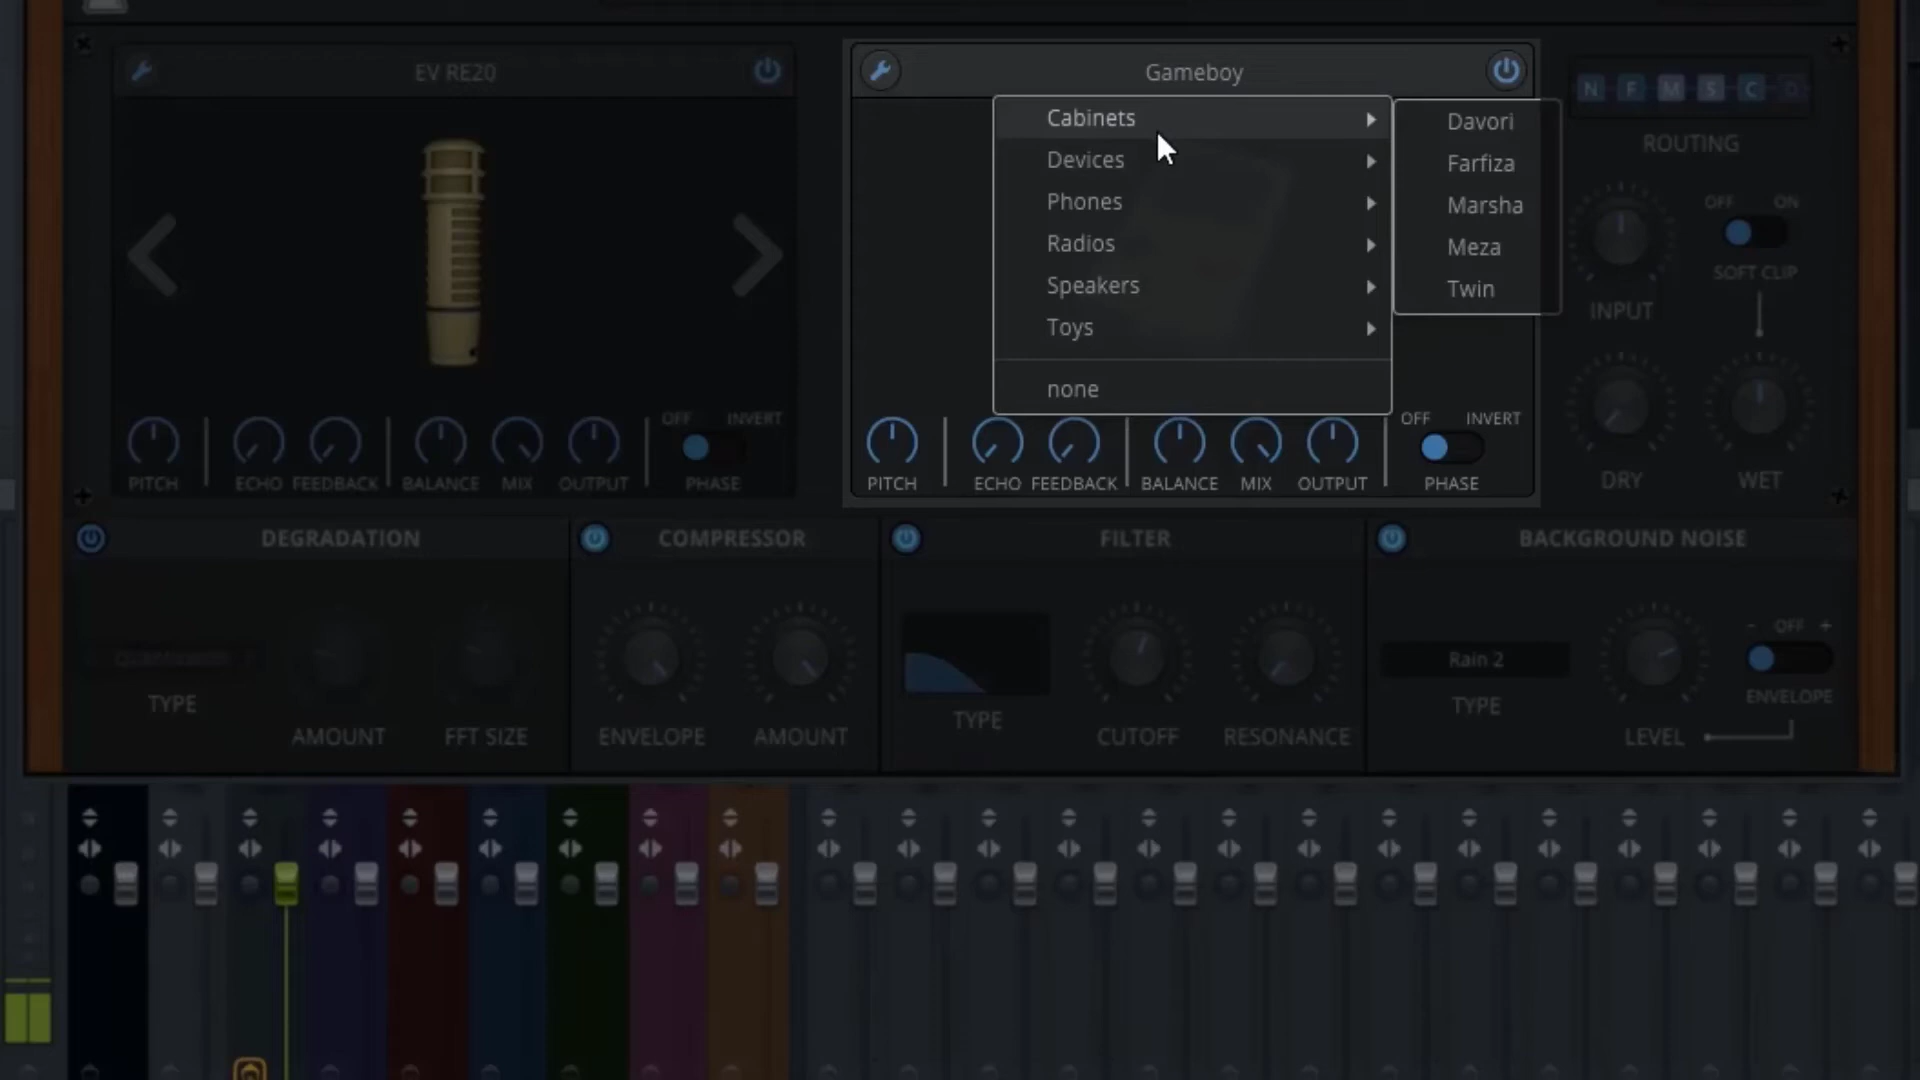 EV RE20
Gameboy
Cabinets
Devices
Phones
Radios
Speakers
Toys
none
Davori
Farfiza
Marsha
Meza
Twin
N F M S C D
ROUTING
OFF ON
SOFT CLIP
INPUT
DRY
WET
OFF INVERT
PITCH ECHO FEEDBACK BALANCE MIX OUTPUT PHASE
OFF INVERT
PITCH ECHO FEEDBACK BALANCE MIX OUTPUT PHASE
DEGRADATION
TYPE
AMOUNT
FFT SIZE
COMPRESSOR
ENVELOPE
AMOUNT
FILTER
TYPE
CUTOFF
RESONANCE
BACKGROUND NOISE
Rain 2
TYPE
LEVEL
- OFF +
ENVELOPE